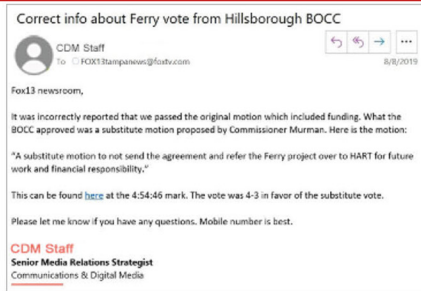 Correct info about Ferry vote from Hillsborough BOCC
CDM Staff
To FOX13tampanews@foxtv.com
8/8/2019
Fox13 newsroom,
It was incorrectly reported that we passed the original motion which included funding. What the
BOCC approved was a substitute motion proposed by Commissioner Murman. Here is the motion:
"A substitute motion to not send the agreement and refer the Ferry project over to HART for future
work and financial responsibility."
This can be found here at the 4:54:46 mark. The vote was 4-3 in favor of the substitute vote.
Please let me know if you have any questions. Mobile number is best.
CDM Staff
Senior Media Relations Strategist
Communications & Digital Media